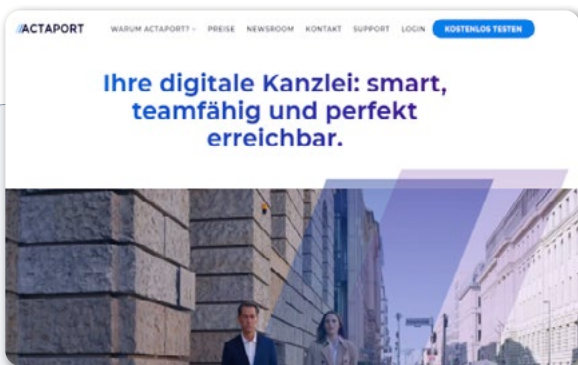 ACTAPORT
WARUM ACTAPORT? PREISE NEWSROOM KONTAKT SUPPORT LOGIN KOSTENLOS TESTEN
Ihre digitale Kanzlei: smart,
teamfähig und perfekt
erreichbar.